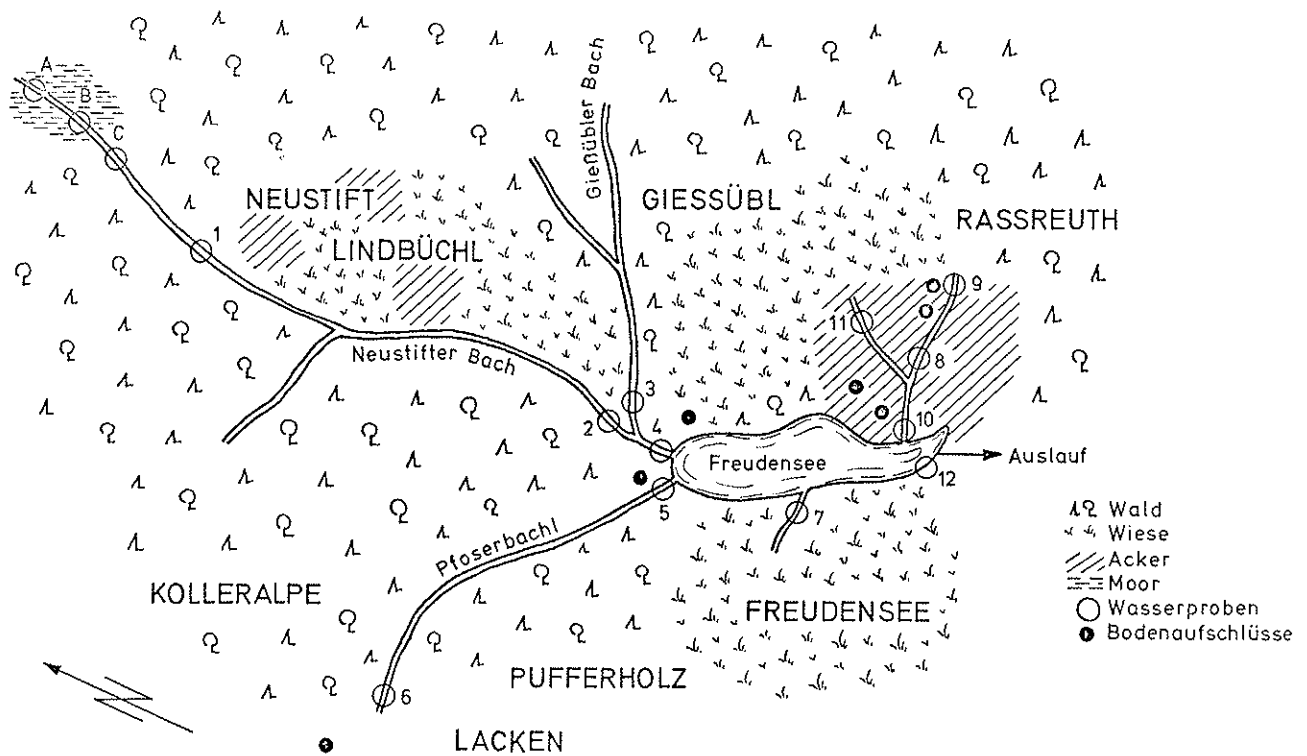 A
B
C
1
NEUSTIFT
LINDBÜCHL
Gießübler Bach
GIESSÜBL
RASSREUTH
9
11
8
Neustifter Bach
3
2
4
10
Freudensee
Auslauf
12
5
7
Pfoserbachl
KOLLERALPE
FREUDENSEE
6
PUFFERHOLZ
LACKEN
Wald
Wiese
Acker
Moor
Wasserproben
Bodenaufschlüsse